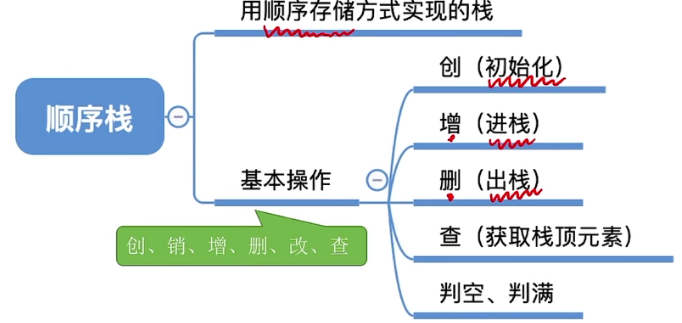 用顺序存储方式实现的栈
顺序栈
创（初始化）
增（进栈）
基本操作
删（出栈）
创、销、增、删、改、查
查（获取栈顶元素）
判空、判满